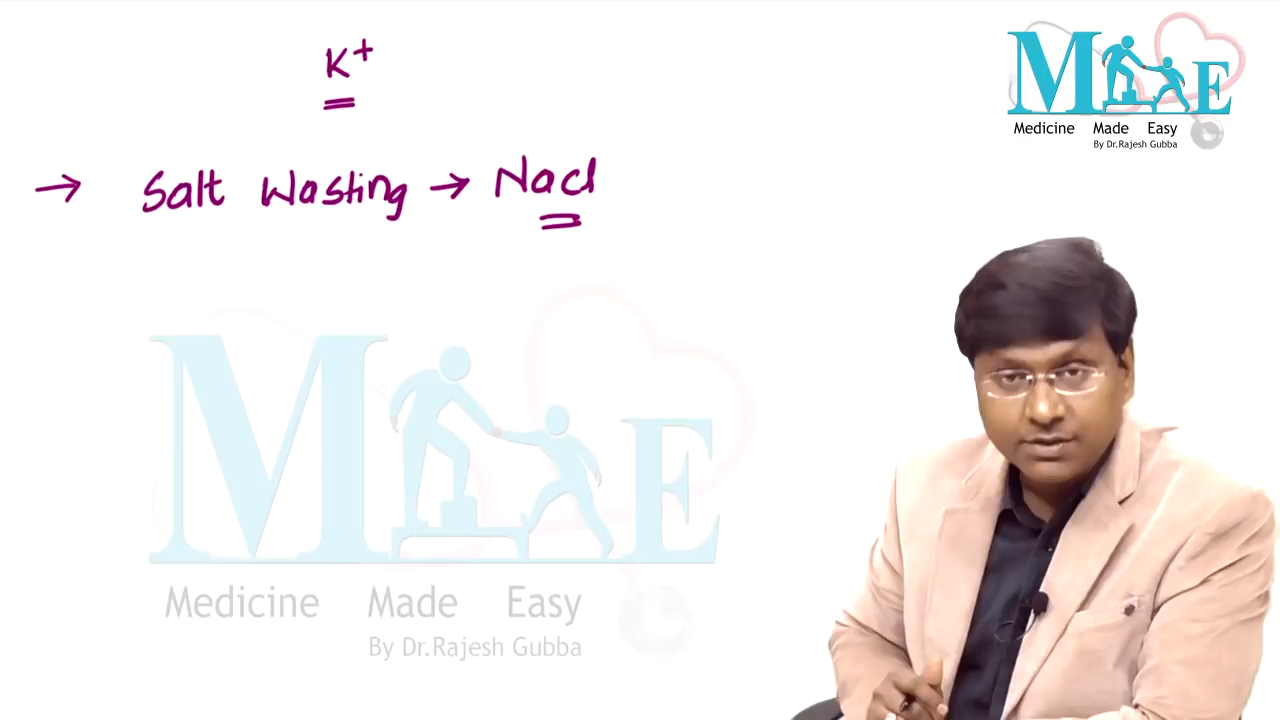 K+
→ Salt Wasting → Nacl
M E
Medicine Made Easy
By Dr.Rajesh Gubba
M E
Medicine Made Easy
By Dr.Rajesh Gubba